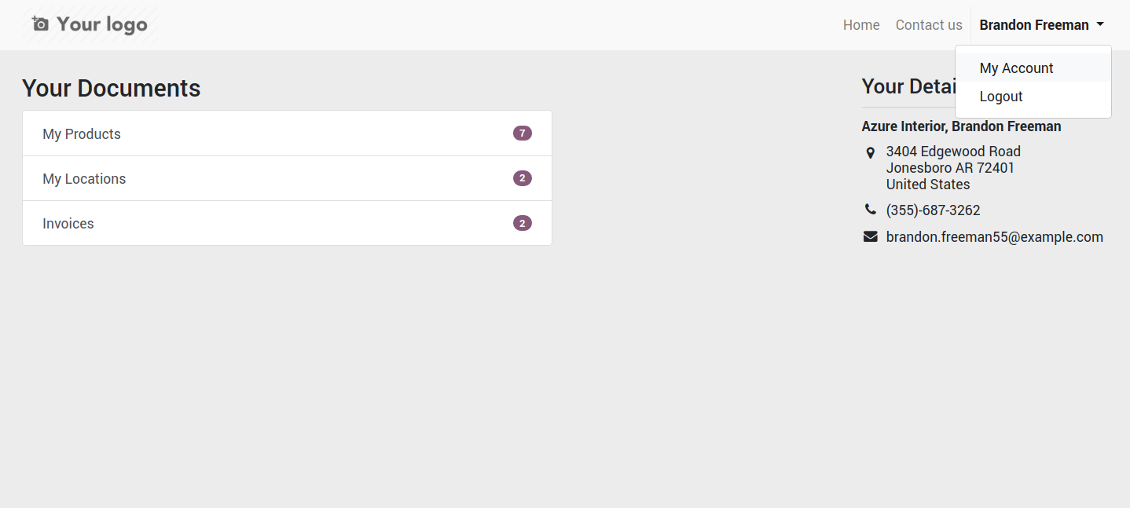 Your logo
Home
Contact us
Brandon Freeman
My Account
Logout
Your Documents
My Products 7
My Locations 2
Invoices 2
Your Detai
Azure Interior, Brandon Freeman
3404 Edgewood Road
Jonesboro AR 72401
United States
(355)-687-3262
brandon.freeman55@example.com